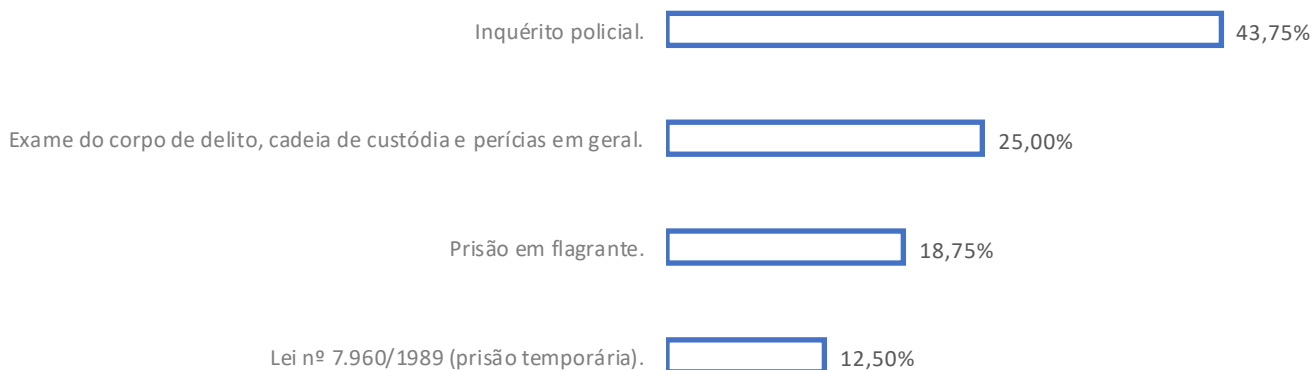 Inquérito policial. 43,75%
Exame do corpo de delito, cadeia de custódia e perícias em geral. 25,00%
Prisão em flagrante. 18,75%
Lei nº 7.960/1989 (prisão temporária). 12,50%